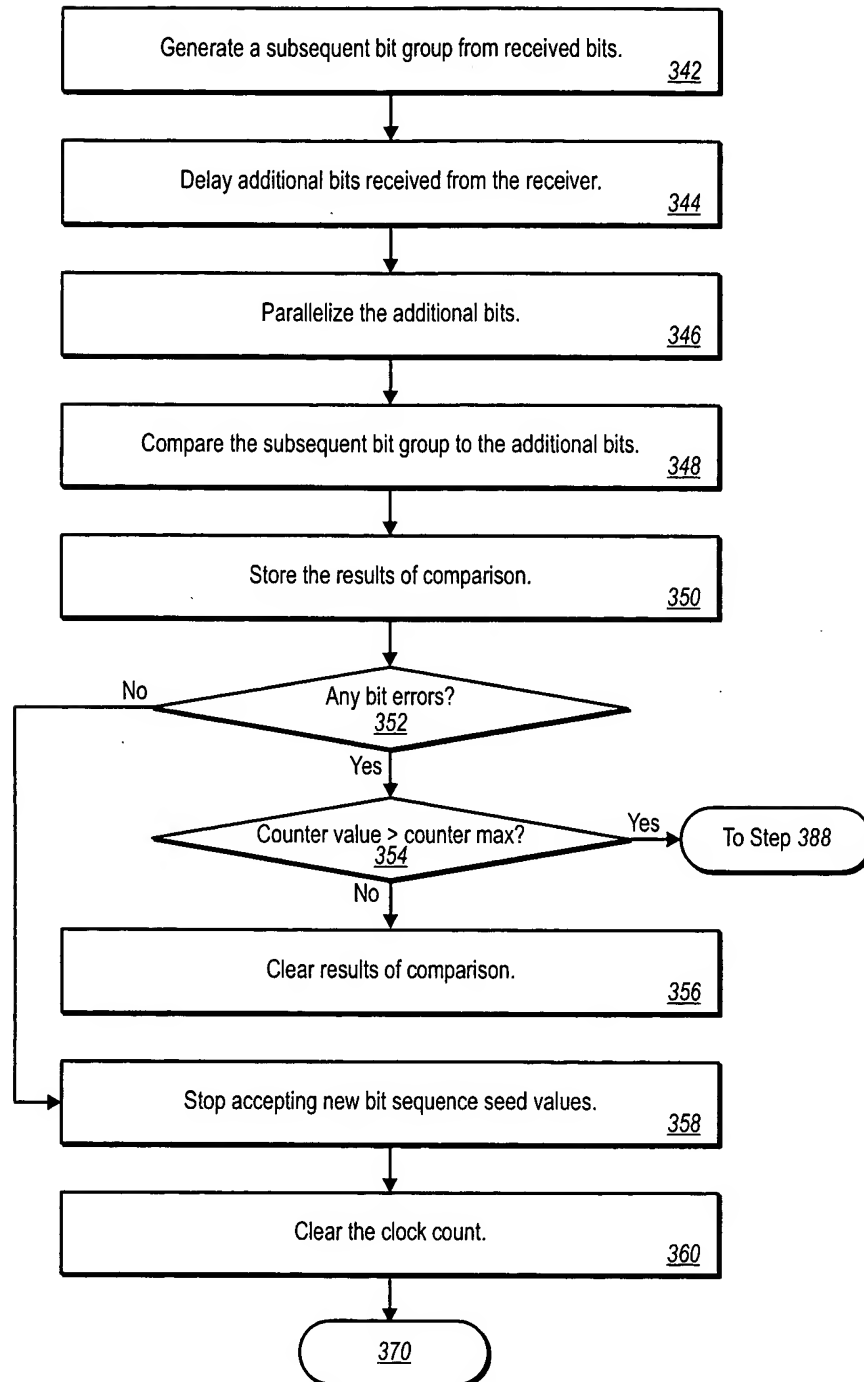 Generate a subsequent bit group from received bits.
342
Delay additional bits received from the receiver.
344
Parallelize the additional bits.
346
Compare the subsequent bit group to the additional bits.
348
Store the results of comparison.
350
No
Any bit errors?
352
Yes
Counter value > counter max?
354
Yes
To Step 388
No
Clear results of comparison.
356
Stop accepting new bit sequence seed values.
358
Clear the clock count.
360
370